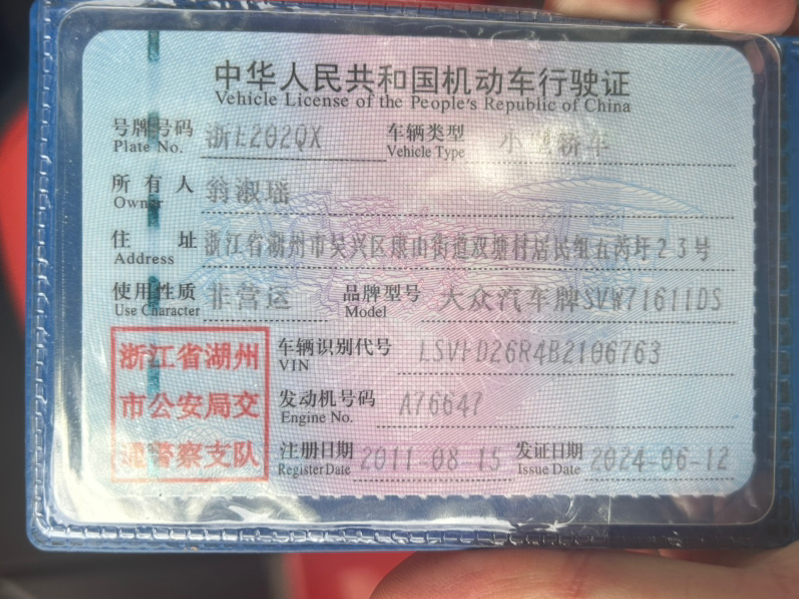 中华人民共和国机动车行驶证
Vehicle License of the People's Republic of China
号牌号码 浙E202QX 车辆类型 小型轿车
Plate No. Vehicle Type
所有人 翁淑瑶
Owner
住址 浙江省湖州市吴兴区康山街道双塘村居民组五芮圩23号
Address
使用性质 非营运 品牌型号 大众汽车牌SVW71611DS
Use Character Model
浙江省湖州 车辆识别代号 LSVFD26R4B2106763
VIN
市公安局交 发动机号码 A76647
Engine No.
通警察支队 注册日期 2011-08-15 发证日期 2024-06-12
Register Date Issue Date